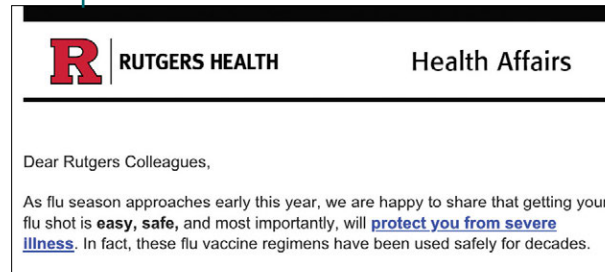 R RUTGERS HEALTH Health Affairs
Dear Rutgers Colleagues,
As flu season approaches early this year, we are happy to share that getting your
flu shot is easy, safe, and most importantly, will protect you from severe
illness. In fact, these flu vaccine regimens have been used safely for decades.